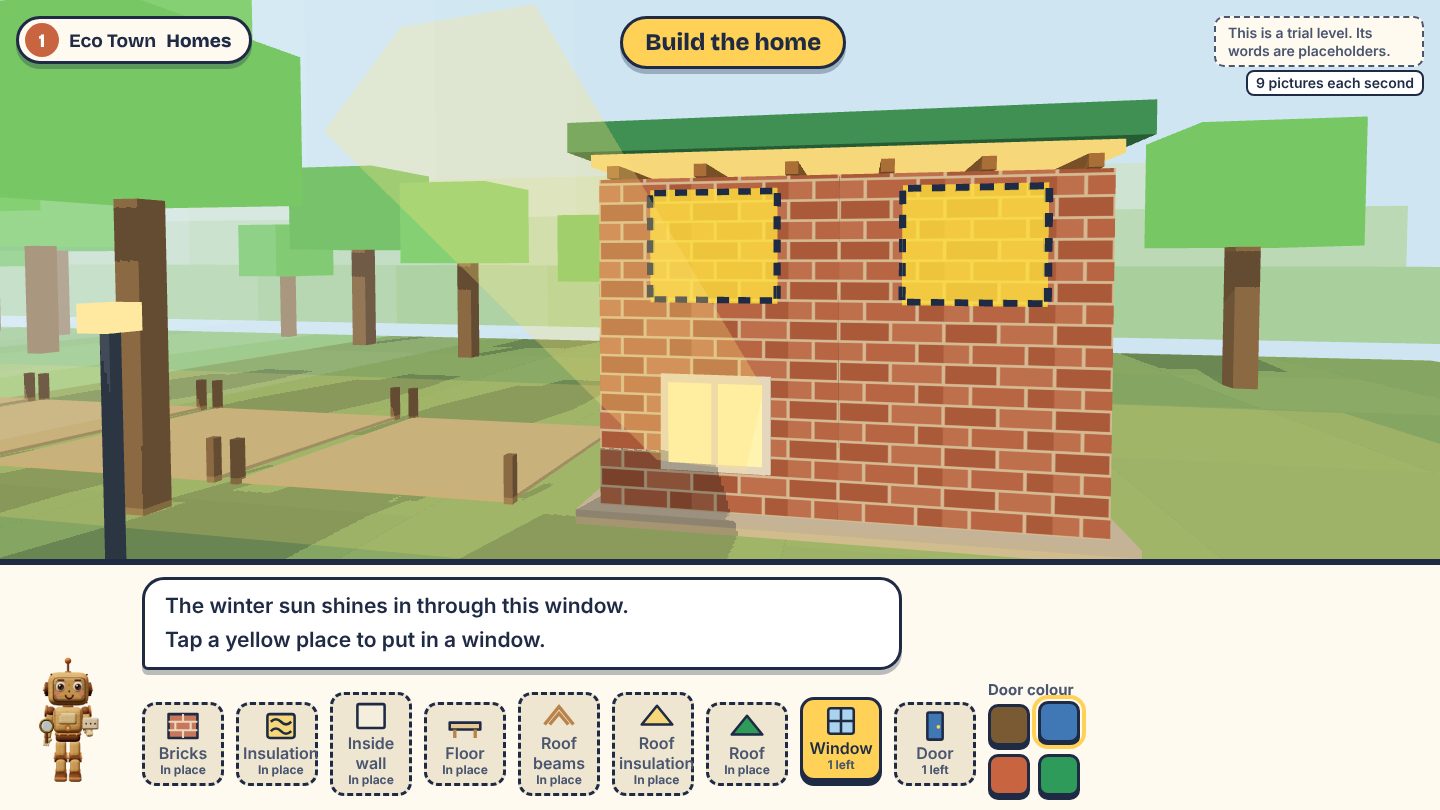 1 Eco Town Homes
Build the home
This is a trial level. Its
words are placeholders.
9 pictures each second
The winter sun shines in through this window.
Tap a yellow place to put in a window.
Door colour
Bricks
In place
Insulation
In place
Inside
wall
In place
Floor
In place
Roof
beams
In place
Roof
insulation
In place
Roof
In place
Window
1 left
Door
1 left